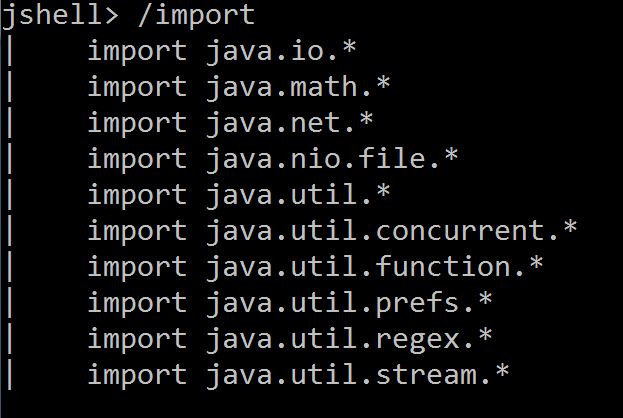 jshell> /import
|    import java.io.*
|    import java.math.*
|    import java.net.*
|    import java.nio.file.*
|    import java.util.*
|    import java.util.concurrent.*
|    import java.util.function.*
|    import java.util.prefs.*
|    import java.util.regex.*
|    import java.util.stream.*